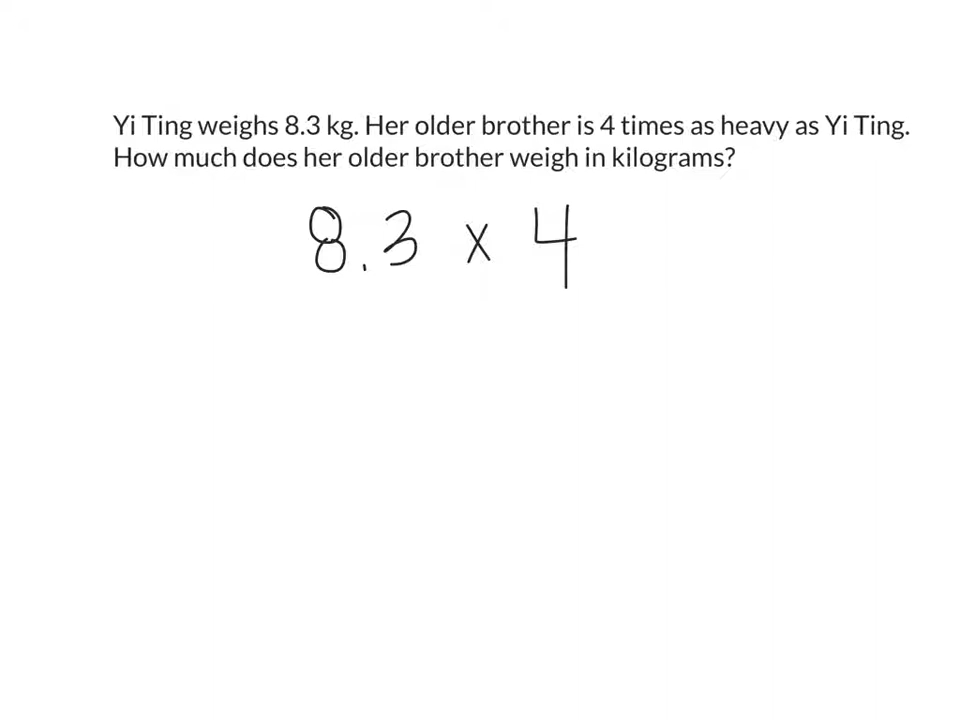 Yi Ting weighs 8.3 kg. Her older brother is 4 times as heavy as Yi Ting.
How much does her older brother weigh in kilograms?
8.3 x 4